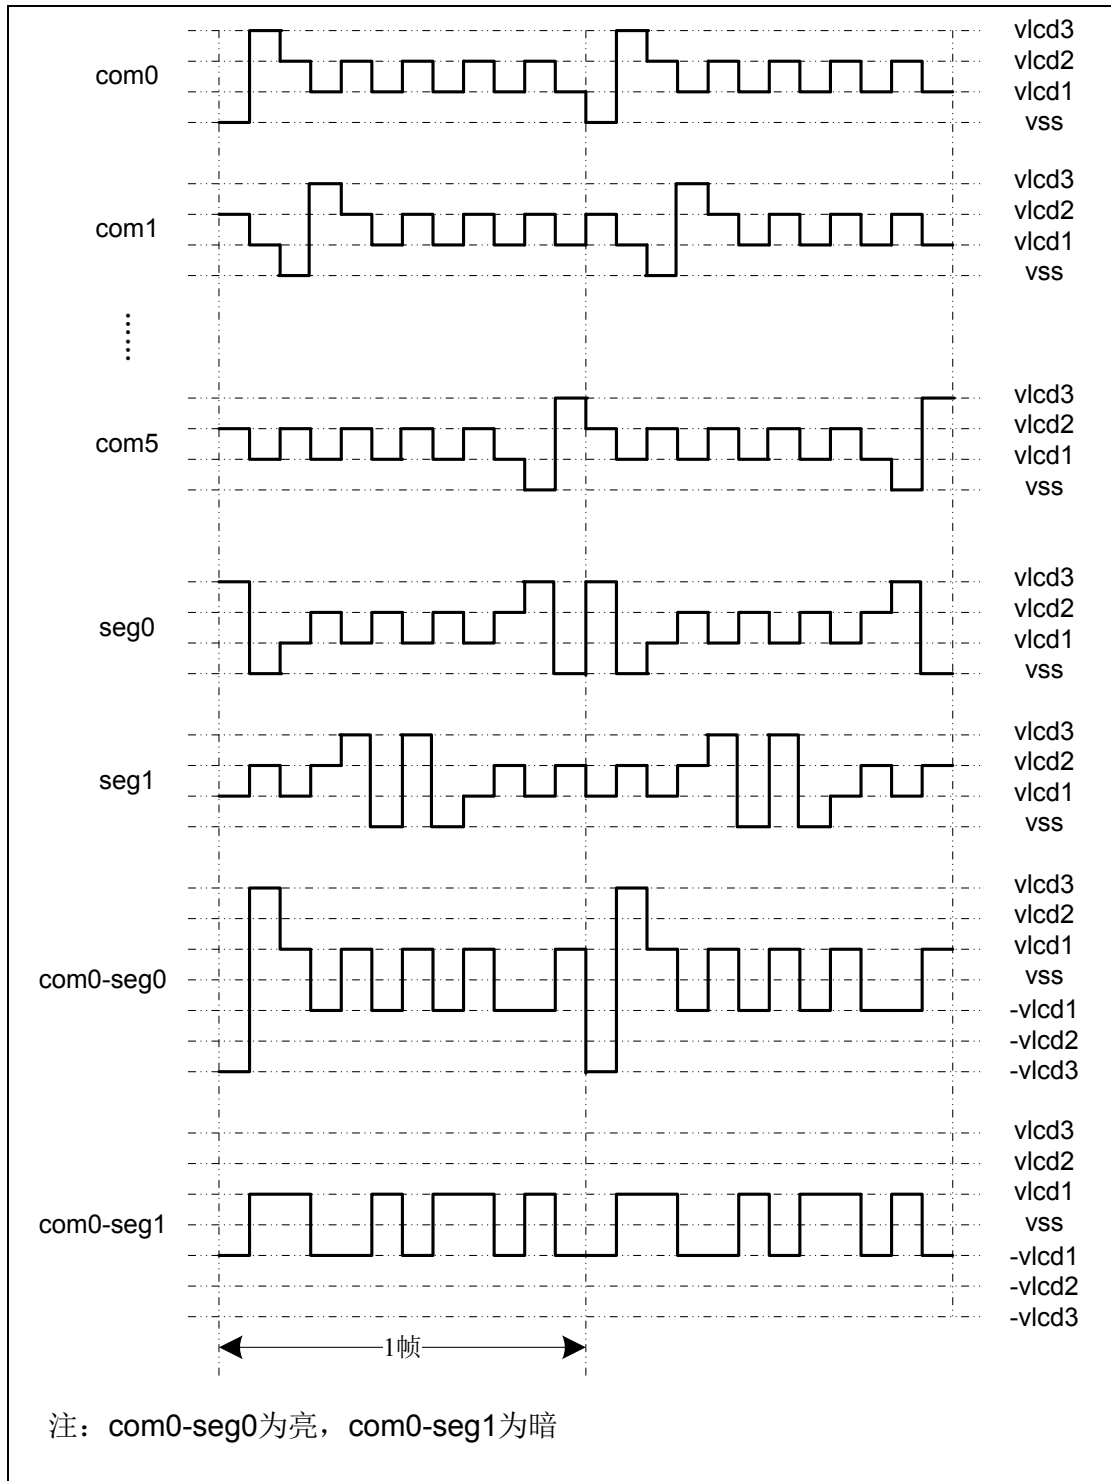 com0
vlcd3
vlcd2
vlcd1
vss
com1
vlcd3
vlcd2
vlcd1
vss
......
com5
vlcd3
vlcd2
vlcd1
vss
seg0
vlcd3
vlcd2
vlcd1
vss
seg1
vlcd3
vlcd2
vlcd1
vss
com0-seg0
vlcd3
vlcd2
vlcd1
vss
-vlcd1
-vlcd2
-vlcd3
com0-seg1
vlcd3
vlcd2
vlcd1
vss
-vlcd1
-vlcd2
-vlcd3
1帧
注：com0-seg0为亮，com0-seg1为暗